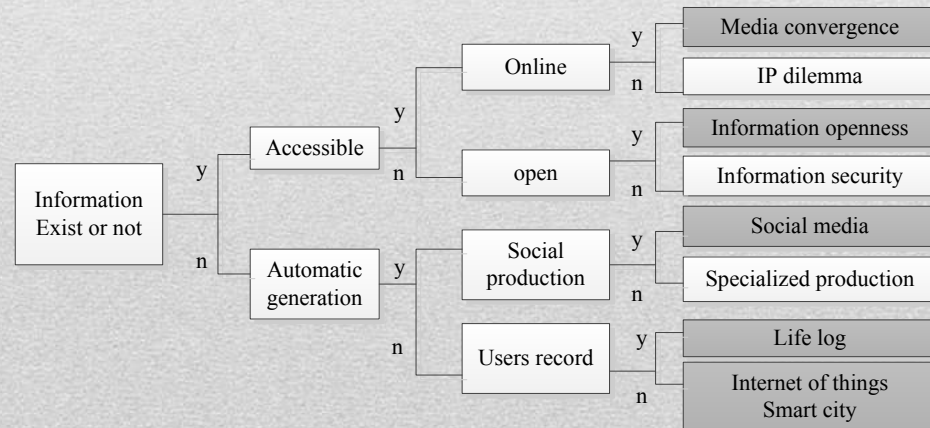 Information
Exist or not
y
n
Accessible
Automatic
generation
y
n
y
n
Online
open
Social
production
Users record
y
n
y
n
y
n
y
n
Media convergence
IP dilemma
Information openness
Information security
Social media
Specialized production
Life log
Internet of things
Smart city